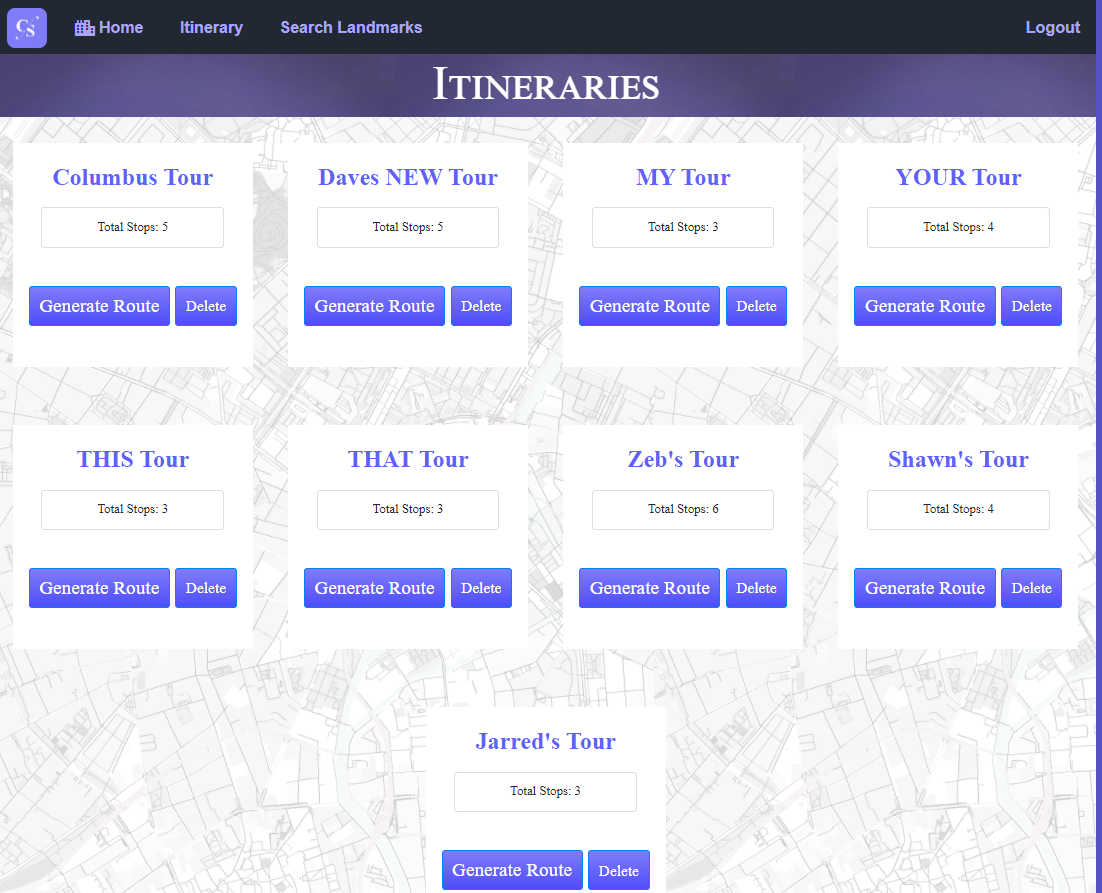 CS Home Itinerary Search Landmarks Logout
Itineraries
Columbus Tour Daves NEW Tour MY Tour YOUR Tour
Total Stops: 5 Total Stops: 5 Total Stops: 3 Total Stops: 4
Generate Route Delete Generate Route Delete Generate Route Delete Generate Route Delete
THIS Tour THAT Tour Zeb's Tour Shawn's Tour
Total Stops: 3 Total Stops: 3 Total Stops: 6 Total Stops: 4
Generate Route Delete Generate Route Delete Generate Route Delete Generate Route Delete
Jarred's Tour
Total Stops: 3
Generate Route Delete